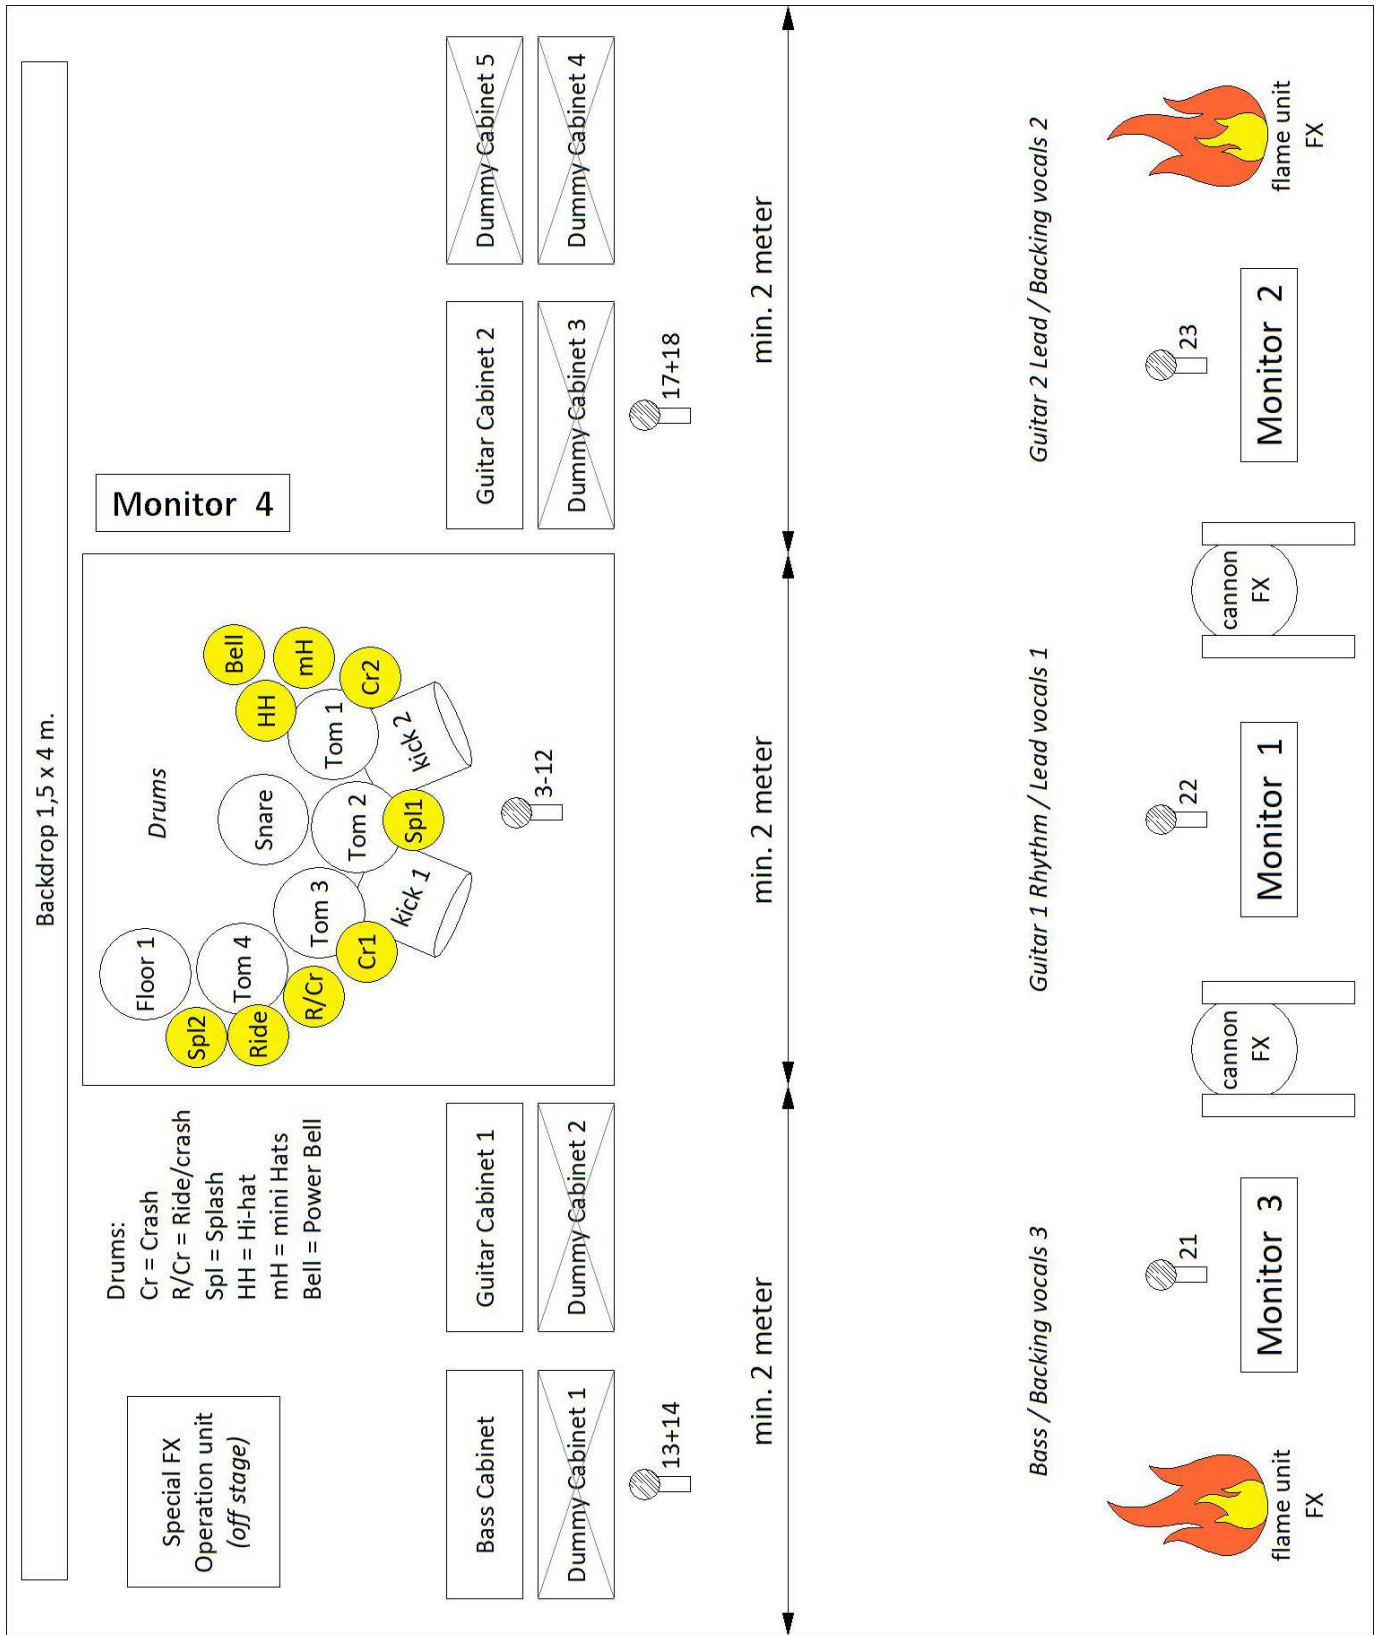 Backdrop 1,5 x 4 m.
Special FX
Operation unit
(off stage)
Drums:
Cr = Crash
R/Cr = Ride/crash
Spl = Splash
HH = Hi-hat
mH = mini Hats
Bell = Power Bell
Drums
Floor 1
Spl2
Tom 4
Ride
R/Cr
Tom 3
Cr1
kick 1
Snare
Tom 2
Spl1
Tom 1
kick 2
HH
Bell
mH
Cr2
3-12
Monitor 4
Bass Cabinet
Dummy Cabinet 1
13+14
Guitar Cabinet 1
Dummy Cabinet 2
Guitar Cabinet 2
Dummy Cabinet 3
17+18
Dummy Cabinet 5
Dummy Cabinet 4
min. 2 meter
min. 2 meter
min. 2 meter
Bass / Backing vocals 3
Guitar 1 Rhythm / Lead vocals 1
Guitar 2 Lead / Backing vocals 2
21
22
23
flame unit
FX
Monitor 3
cannon
FX
Monitor 1
cannon
FX
Monitor 2
flame unit
FX